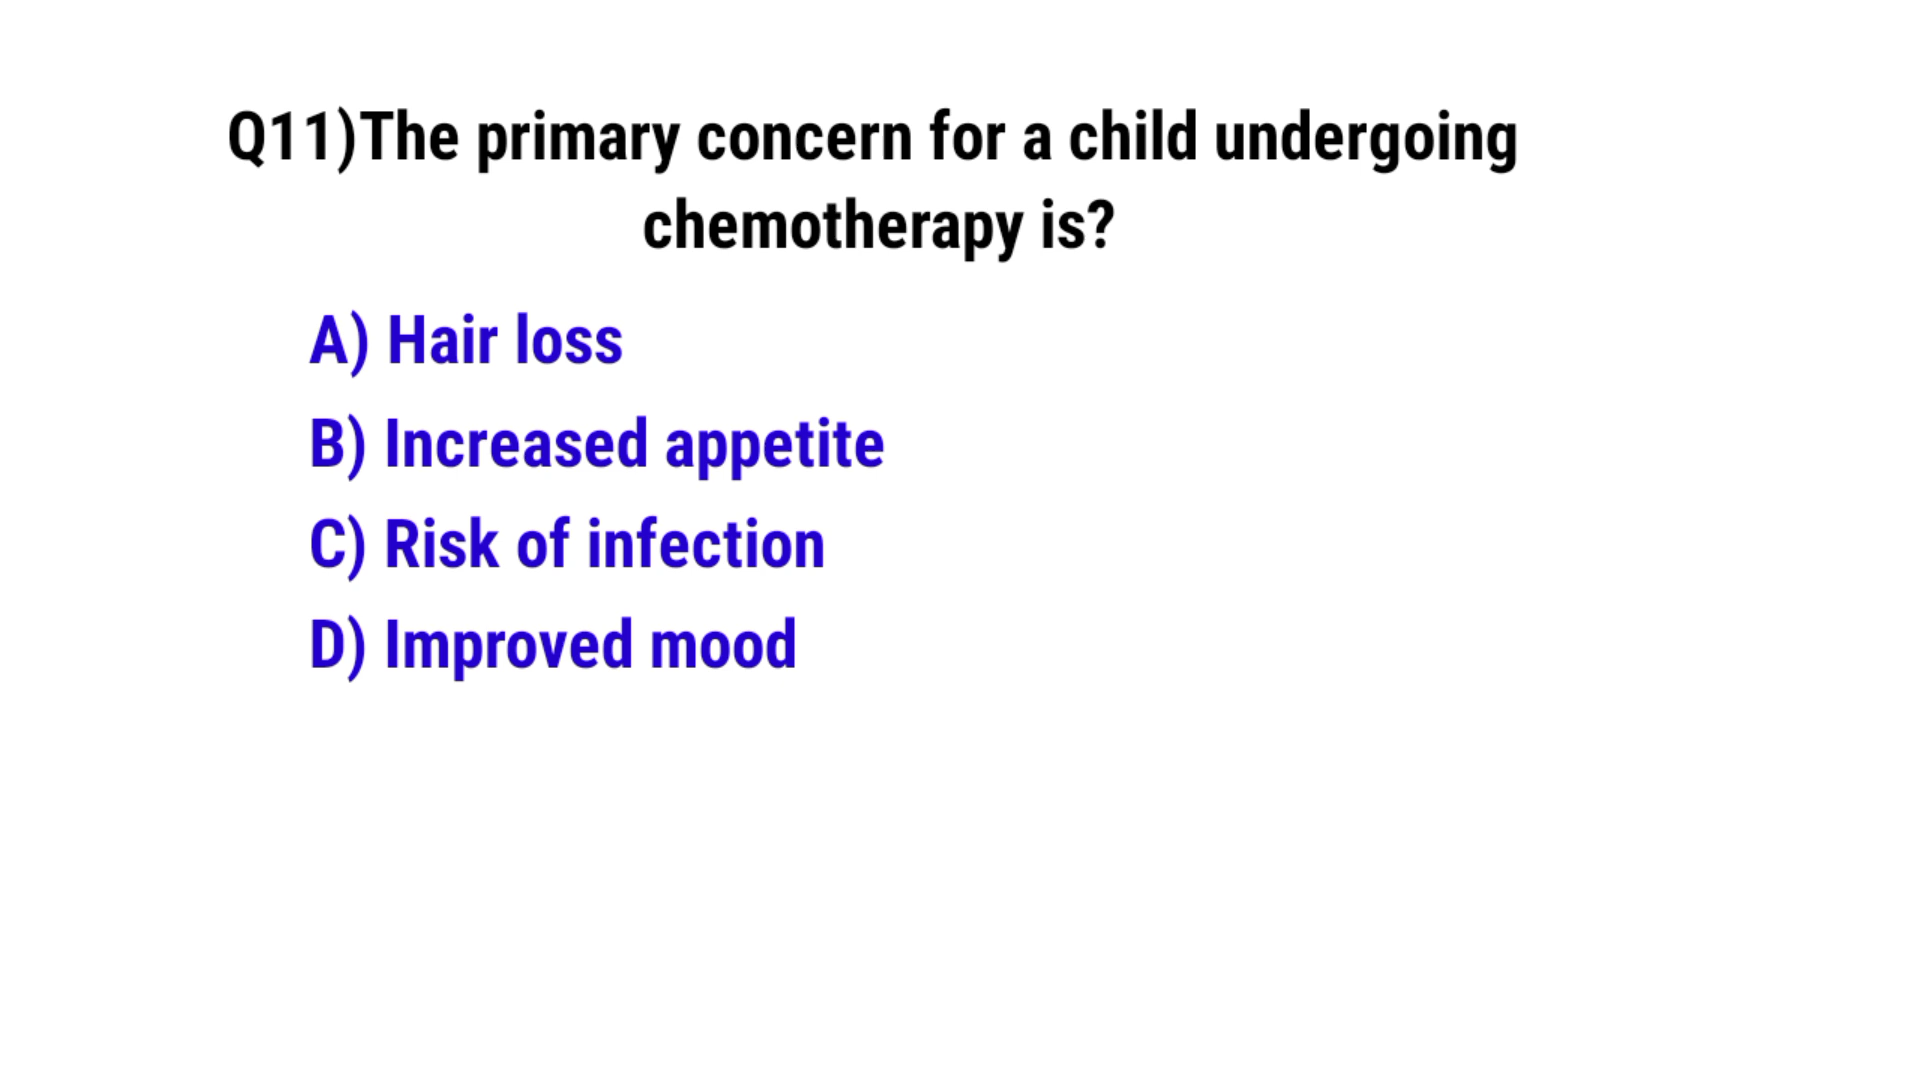 Q11)The primary concern for a child undergoing
chemotherapy is?
A) Hair loss
B) Increased appetite
C) Risk of infection
D) Improved mood